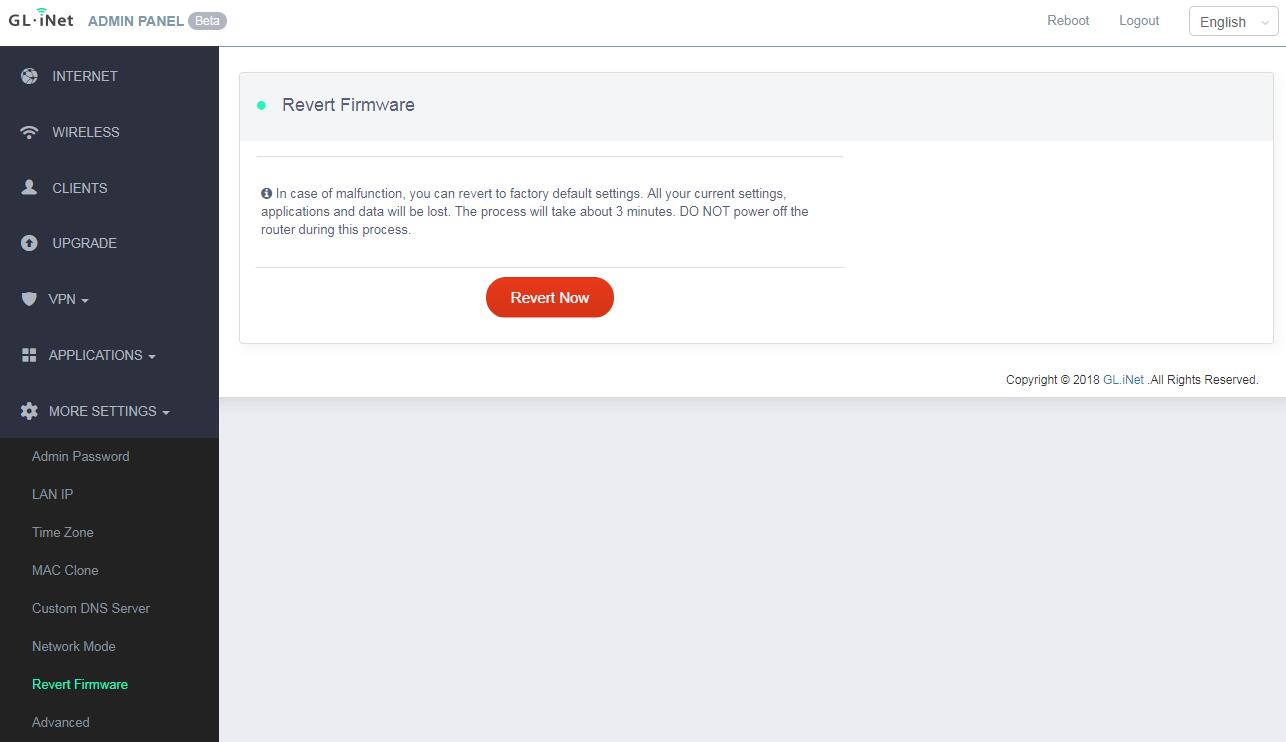 GL·iNet ADMIN PANEL Beta
Reboot
Logout
English
INTERNET
WIRELESS
CLIENTS
UPGRADE
VPN
APPLICATIONS
MORE SETTINGS
Admin Password
LAN IP
Time Zone
MAC Clone
Custom DNS Server
Network Mode
Revert Firmware
Advanced
Revert Firmware
In case of malfunction, you can revert to factory default settings. All your current settings,
applications and data will be lost. The process will take about 3 minutes. DO NOT power off the
router during this process.
Revert Now
Copyright © 2018 GL.iNet .All Rights Reserved.